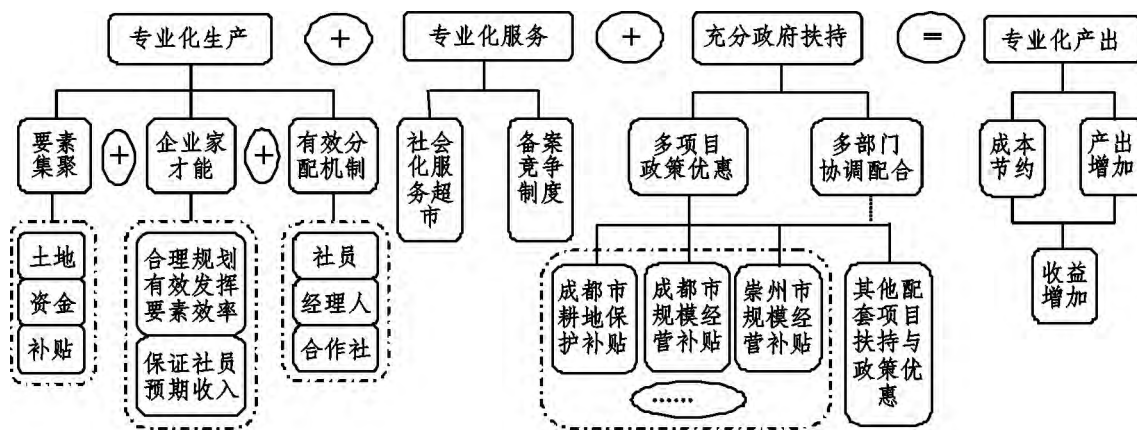 专业化生产
+
专业化服务
+
充分政府扶持
=
专业化产出
要素
集聚
+
企业家
才能
+
有效分
配机制
社会
化服
务超
市
备案
竞争
制度
多项目
政策优惠
多部门
协调配合
成本
节约
产出
增加
土地
资金
补贴
合理规划
有效发挥
要素效率
保证社员
预期收入
社员
经理人
合作社
成都市
耕地保
护补贴
成都市
规模经
营补贴
崇州市
规模经
营补贴
……
其他配
套项目
扶持与
政策优
惠
收益
增加